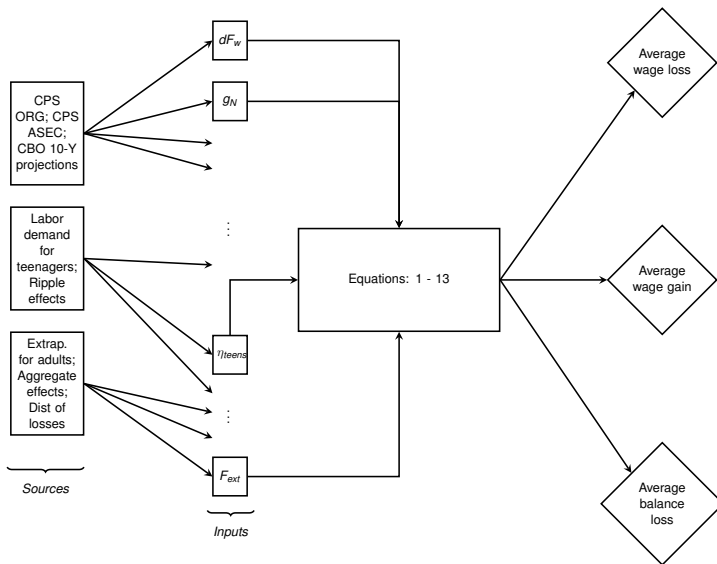 CPS
ORG; CPS
ASEC;
CBO 10-Y
projections
Labor
demand
for
teenagers;
Ripple
effects
Extrap.
for adults;
Aggregate
effects;
Dist of
losses
Sources
dF_w
g_N
⋮
η_teens
⋮
F_ext
Inputs
Equations: 1 - 13
Average
wage loss
Average
wage gain
Average
balance
loss